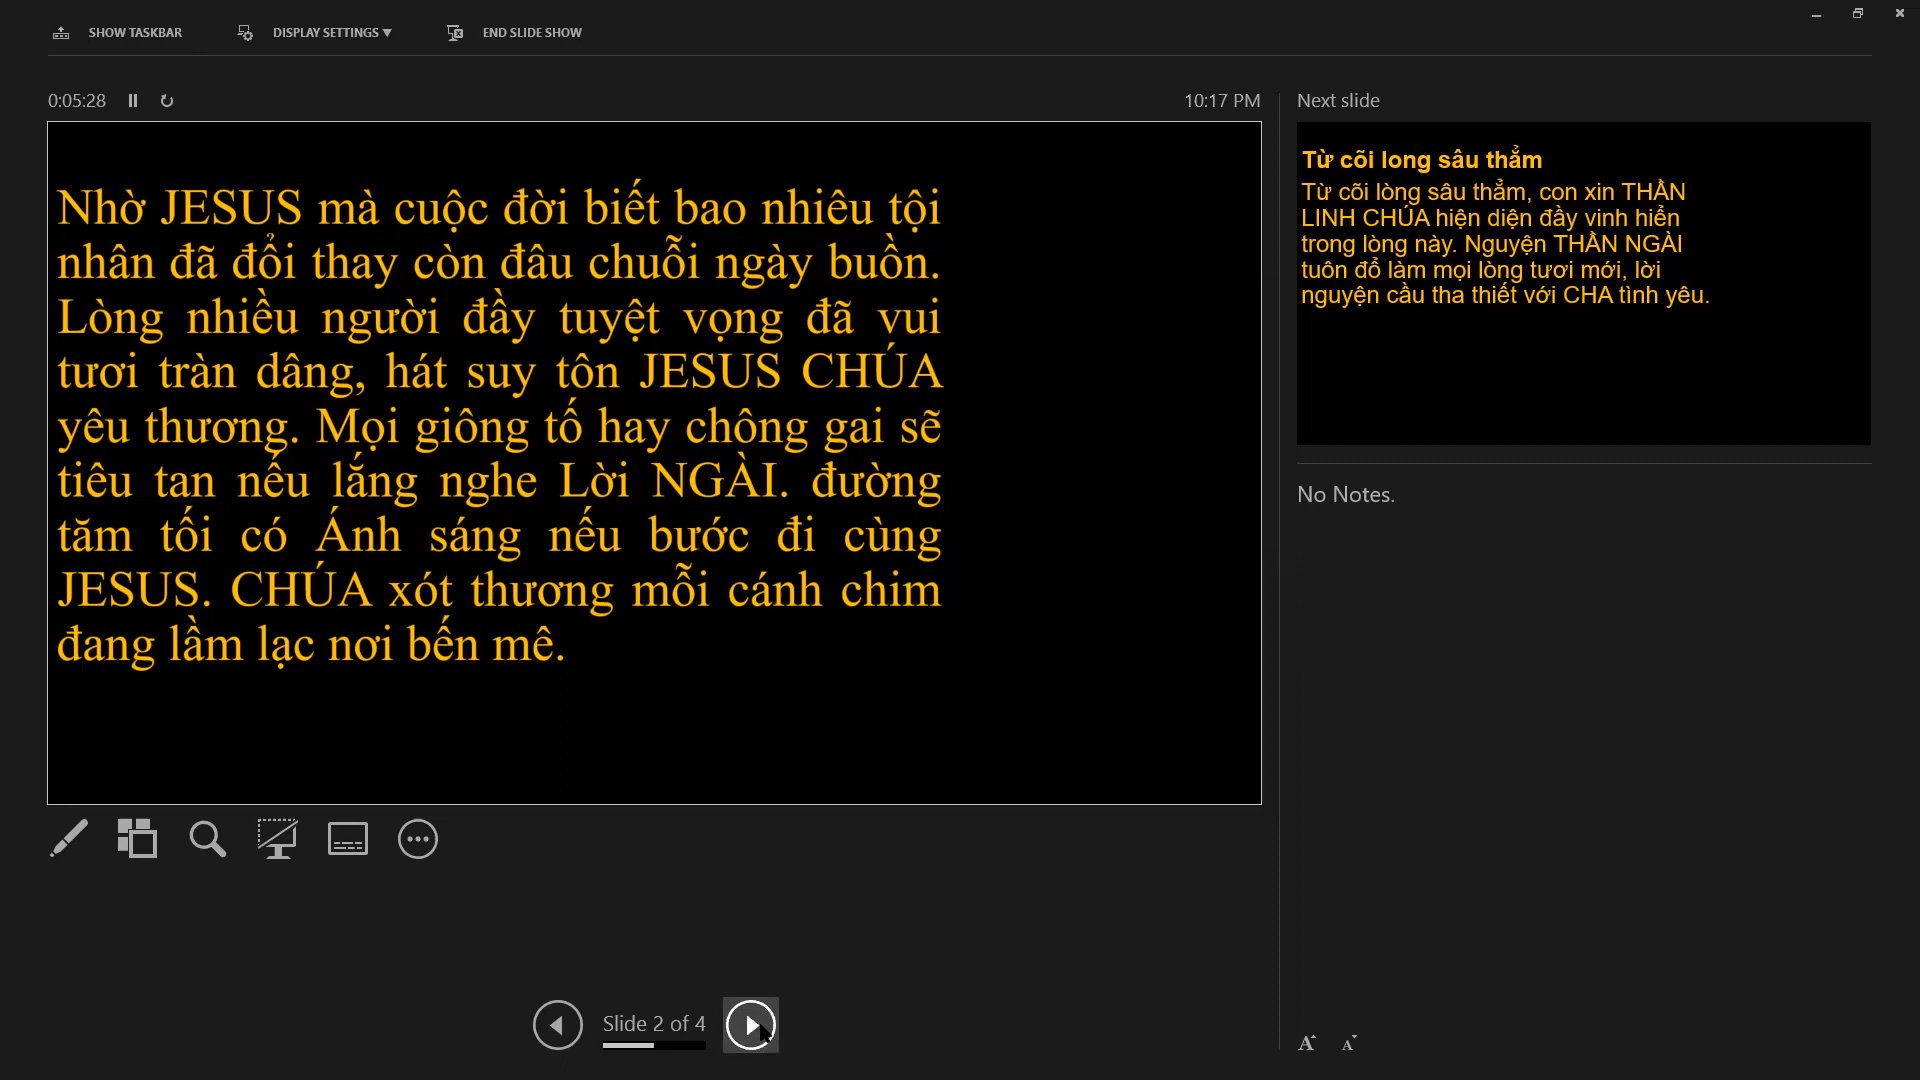 SHOW TASKBAR
DISPLAY SETTINGS ▼
END SLIDE SHOW
0:05:28
10:17 PM
Nhờ JESUS mà cuộc đời biết bao nhiêu tội
nhân đã đổi thay còn đâu chuỗi ngày buồn.
Lòng nhiều người đầy tuyệt vọng đã vui
tươi tràn dâng, hát suy tôn JESUS CHÚA
yêu thương. Mọi giông tố hay chông gai sẽ
tiêu tan nếu lắng nghe Lời NGÀI. đường
tăm tối có Ánh sáng nếu bước đi cùng
JESUS. CHÚA xót thương mỗi cánh chim
đang lầm lạc nơi bến mê.
Slide 2 of 4
Next slide
Từ cõi long sâu thẳm
Từ cõi lòng sâu thẳm, con xin THẦN
LINH CHÚA hiện diện đầy vinh hiển
trong lòng này. Nguyện THẦN NGÀI
tuôn đổ làm mọi lòng tươi mới, lời
nguyện cầu tha thiết với CHA tình yêu.
No Notes.
A A